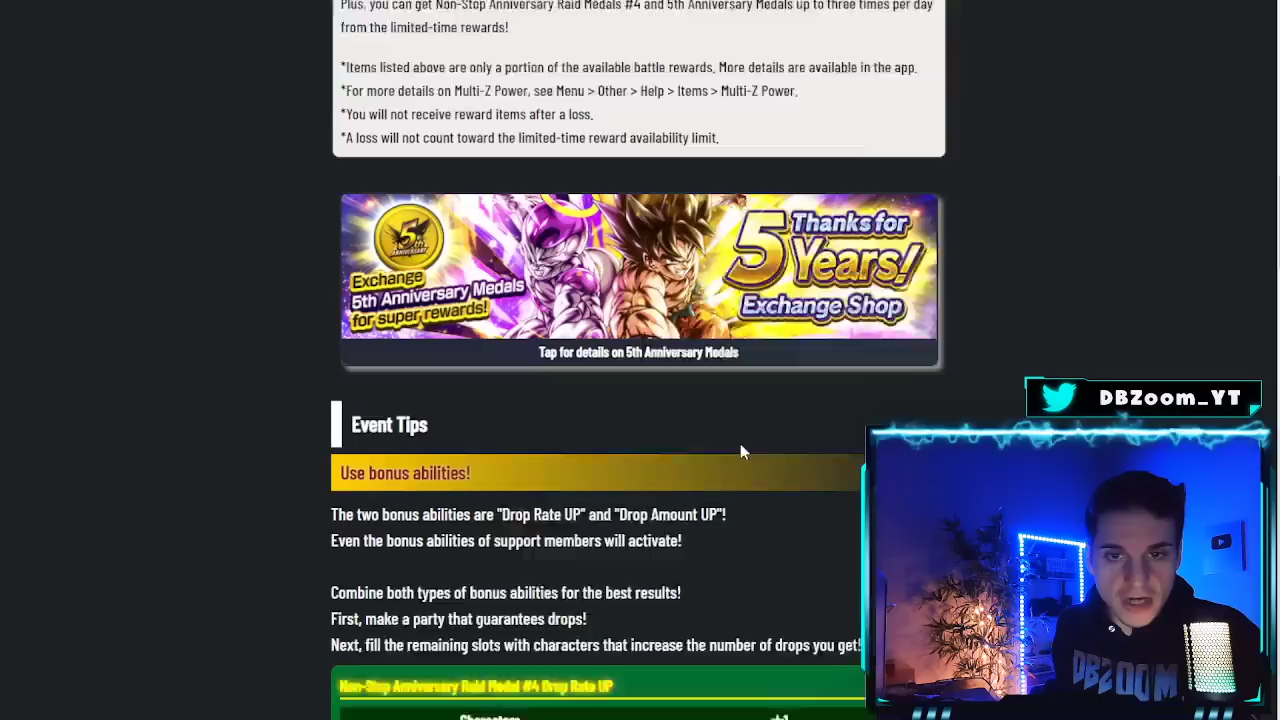 Plus, you can get Non-Stop Anniversary Raid Medals #4 and 5th Anniversary Medals up to three times per day
from the limited-time rewards!
*Items listed above are only a portion of the available battle rewards. More details are available in the app.
*For more details on Multi-Z Power, see Menu > Other > Help > Items > Multi-Z Power.
*You will not receive reward items after a loss.
*A loss will not count toward the limited-time reward availability limit.
5th
ANNIVERSARY
Exchange
5th Anniversary Medals
for super rewards!
Thanks for
5 Years!
Exchange Shop
Tap for details on 5th Anniversary Medals
Event Tips
Use bonus abilities!
The two bonus abilities are "Drop Rate UP" and "Drop Amount UP"!
Even the bonus abilities of support members will activate!
Combine both types of bonus abilities for the best results!
First, make a party that guarantees drops!
Next, fill the remaining slots with characters that increase the number of drops you get!
Non-Stop Anniversary Raid Medal #4 Drop Rate UP
Characters
DBZoom_YT
DBZOOM